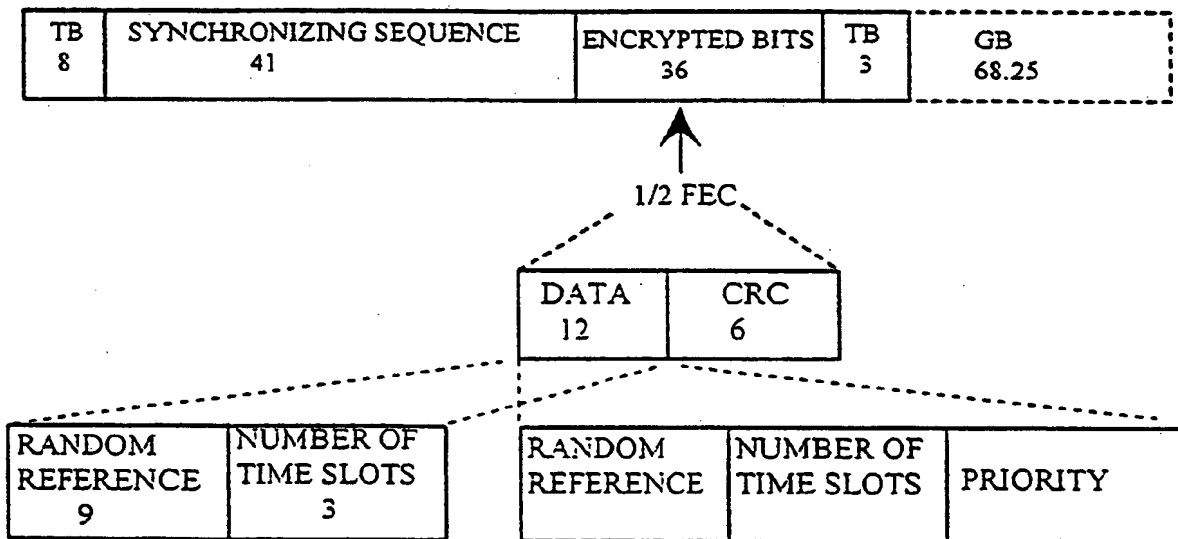 TB SYNCHRONIZING SEQUENCE ENCRYPTED BITS TB GB
8 41 36 3 68.25
1/2 FEC
DATA CRC
12 6
RANDOM REFERENCE 9
NUMBER OF TIME SLOTS 3
RANDOM REFERENCE
NUMBER OF TIME SLOTS
PRIORITY